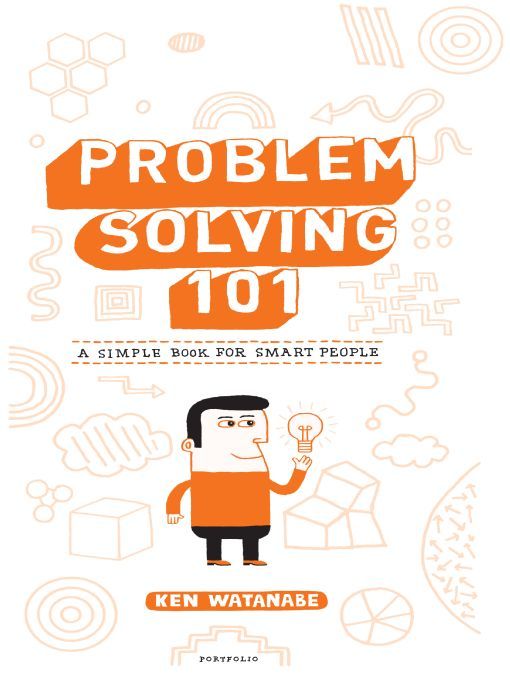 PROBLEM
SOLVING
101
A SIMPLE BOOK FOR SMART PEOPLE
KEN WATANABE
PORTFOLIO